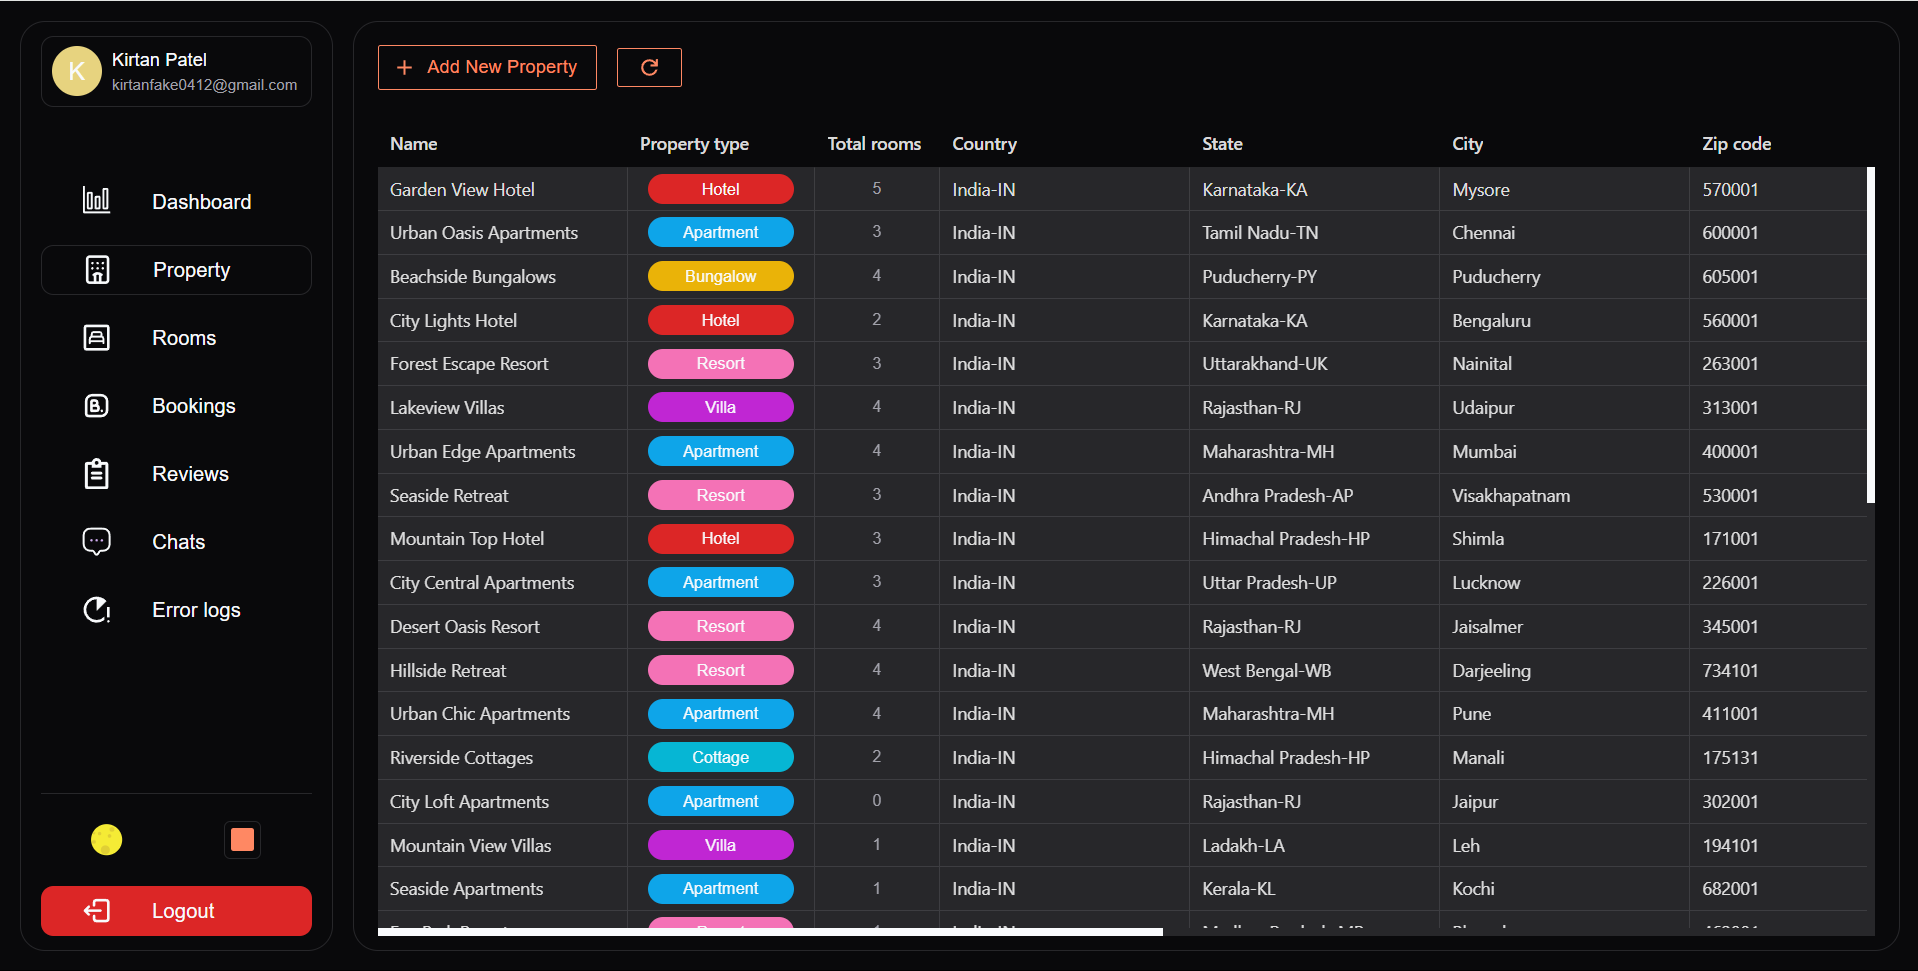 K
Kirtan Patel
kirtanfake0412@gmail.com
Dashboard
Property
Rooms
Bookings
Reviews
Chats
Error logs
Logout
+ Add New Property
Name Property type Total rooms Country State City Zip code
Garden View Hotel Hotel 5 India-IN Karnataka-KA Mysore 570001
Urban Oasis Apartments Apartment 3 India-IN Tamil Nadu-TN Chennai 600001
Beachside Bungalows Bungalow 4 India-IN Puducherry-PY Puducherry 605001
City Lights Hotel Hotel 2 India-IN Karnataka-KA Bengaluru 560001
Forest Escape Resort Resort 3 India-IN Uttarakhand-UK Nainital 263001
Lakeview Villas Villa 4 India-IN Rajasthan-RJ Udaipur 313001
Urban Edge Apartments Apartment 4 India-IN Maharashtra-MH Mumbai 400001
Seaside Retreat Resort 3 India-IN Andhra Pradesh-AP Visakhapatnam 530001
Mountain Top Hotel Hotel 3 India-IN Himachal Pradesh-HP Shimla 171001
City Central Apartments Apartment 3 India-IN Uttar Pradesh-UP Lucknow 226001
Desert Oasis Resort Resort 4 India-IN Rajasthan-RJ Jaisalmer 345001
Hillside Retreat Resort 4 India-IN West Bengal-WB Darjeeling 734101
Urban Chic Apartments Apartment 4 India-IN Maharashtra-MH Pune 411001
Riverside Cottages Cottage 2 India-IN Himachal Pradesh-HP Manali 175131
City Loft Apartments Apartment 0 India-IN Rajasthan-RJ Jaipur 302001
Mountain View Villas Villa 1 India-IN Ladakh-LA Leh 194101
Seaside Apartments Apartment 1 India-IN Kerala-KL Kochi 682001